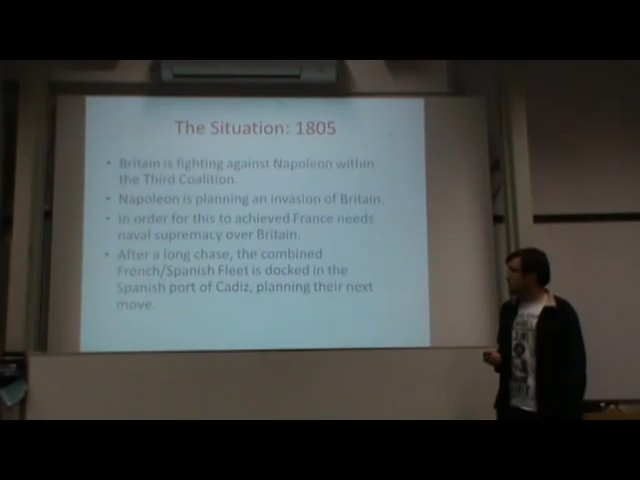 The Situation: 1805
• Britain is fighting against Napoleon within
the Third Coalition.
• Napoleon is planning an invasion of Britain.
• In order for this to achieved France needs
naval supremacy over Britain.
• After a long chase, the combined
French/Spanish Fleet is docked in the
Spanish port of Cadiz, planning their next
move.